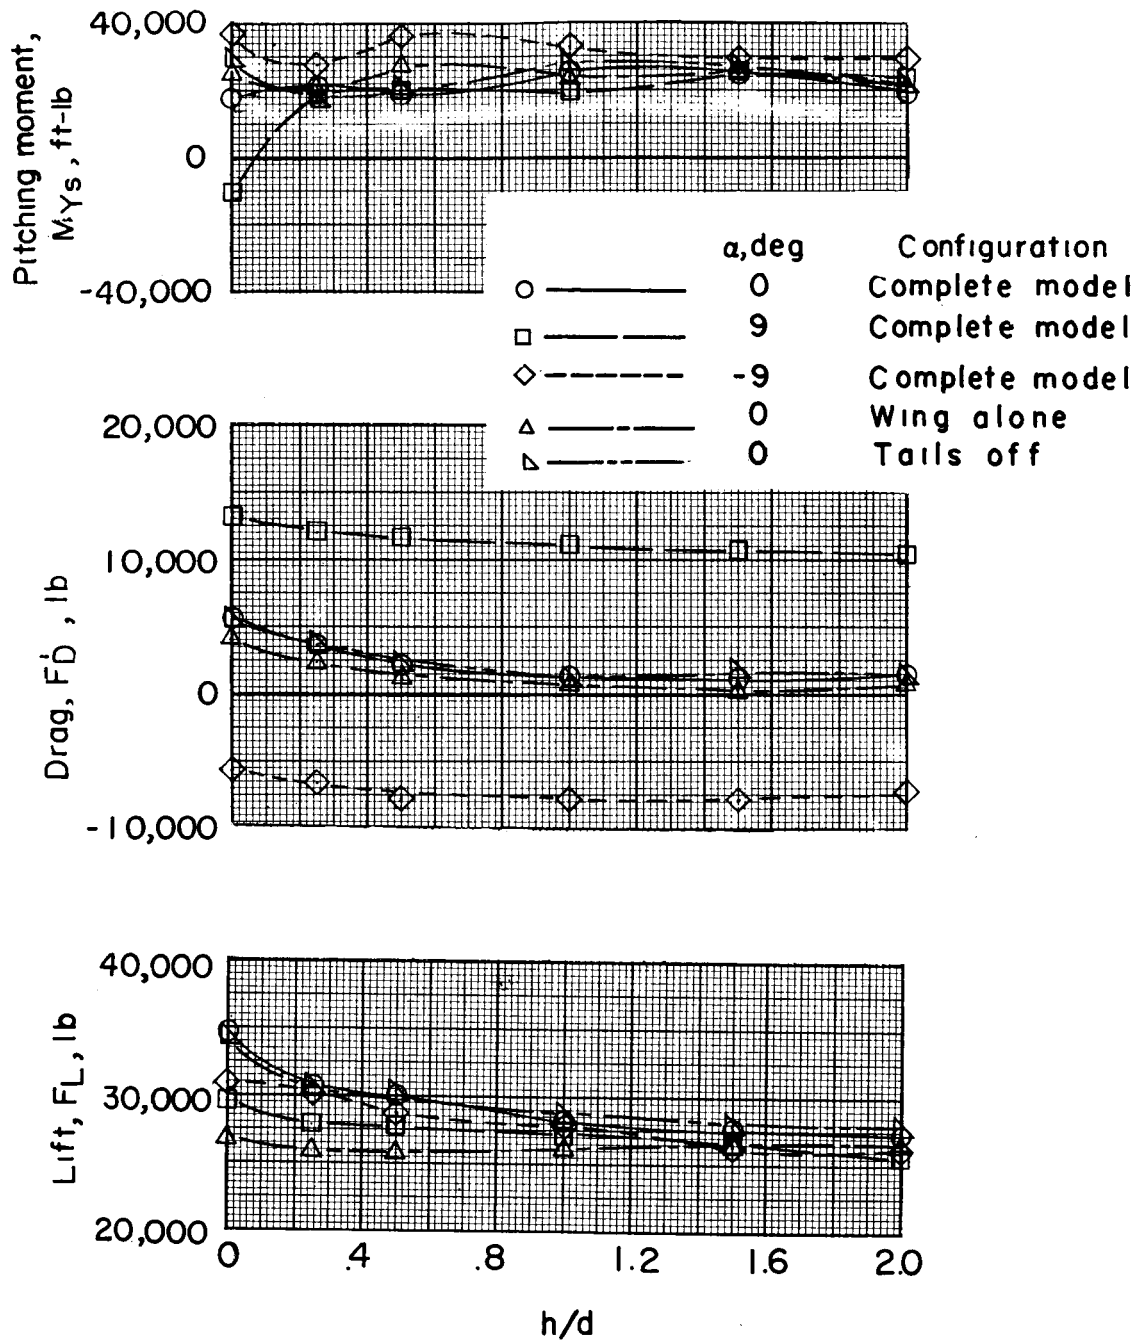 Pitching moment,
MYs, ft-lb
40,000
0
-40,000
α,deg Configuration
0 Complete model
9 Complete model
-9 Complete model
0 Wing alone
0 Tails off
Drag, F'D, lb
20,000
10,000
0
-10,000
Lift, FL, lb
40,000
30,000
20,000
0 .4 .8 1.2 1.6 2.0
h/d